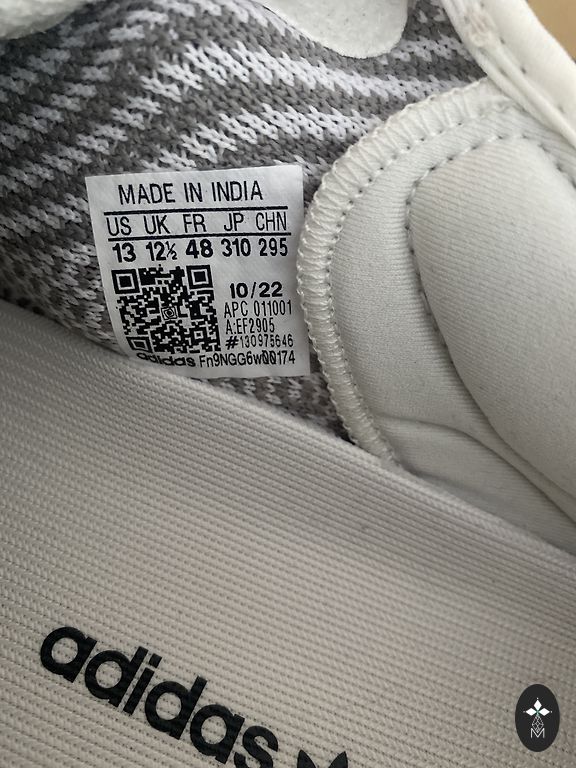 MADE IN INDIA
US UK FR JP CHN
13 12½ 48 310 295
10/22
APC 011001
A:EF2905
#130975646
adidas Fn9NGG6w00174
adidas
M